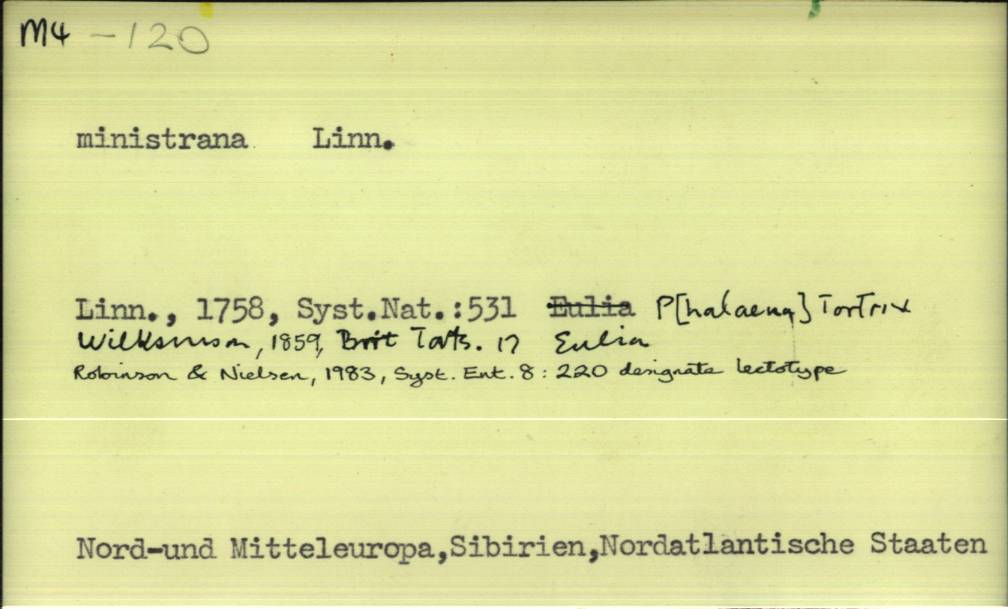 M4 -120
ministrana Linn.
Linn., 1758, Syst.Nat.:531 Eulia P[halaena] Tortrix
Wilkinson, 1859, Brit Torts. 17 Eulia
Robinson & Nielsen, 1983, Syst. Ent. 8: 220 designate lectotype
Nord-und Mitteleuropa,Sibirien,Nordatlantische Staaten